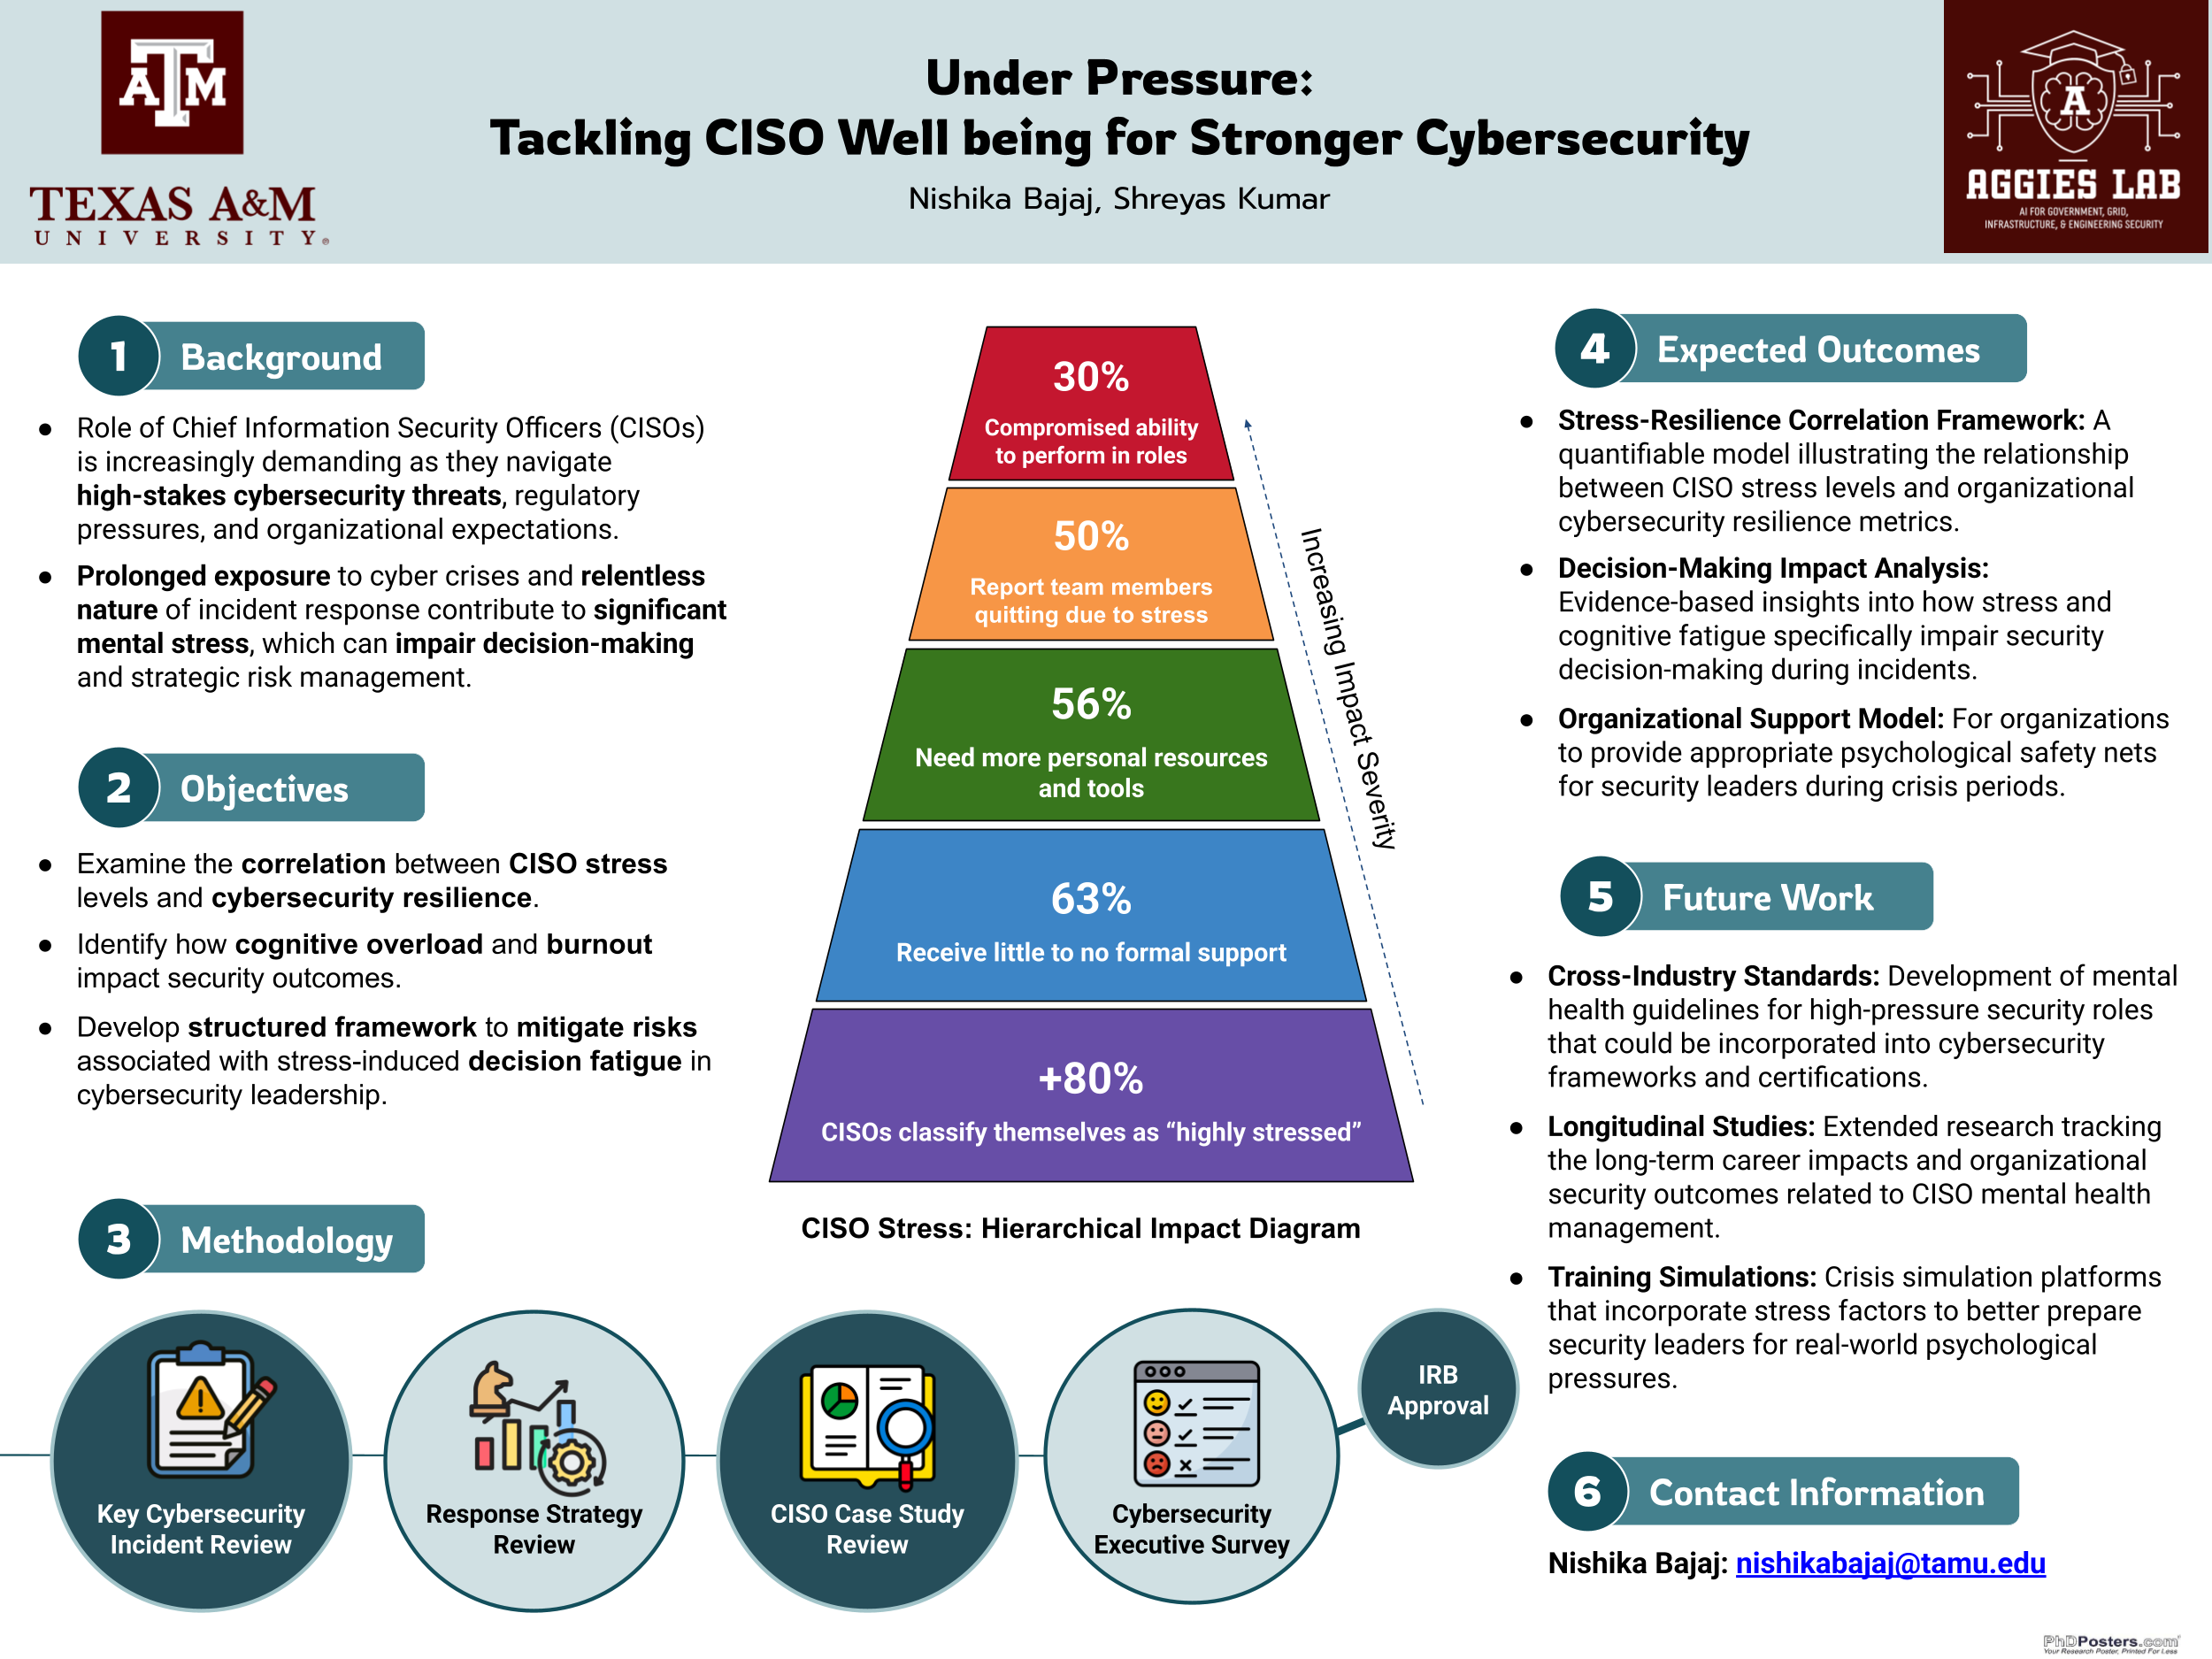 ATM
TEXAS A&M
UNIVERSITY®
Under Pressure:
Tackling CISO Well being for Stronger Cybersecurity
Nishika Bajaj, Shreyas Kumar
A
AGGIES LAB
AI FOR GOVERNMENT, GRID,
INFRASTRUCTURE, & ENGINEERING SECURITY
1 Background
● Role of Chief Information Security Officers (CISOs)
is increasingly demanding as they navigate
high-stakes cybersecurity threats, regulatory
pressures, and organizational expectations.
● Prolonged exposure to cyber crises and relentless
nature of incident response contribute to significant
mental stress, which can impair decision-making
and strategic risk management.
2 Objectives
● Examine the correlation between CISO stress
levels and cybersecurity resilience.
● Identify how cognitive overload and burnout
impact security outcomes.
● Develop structured framework to mitigate risks
associated with stress-induced decision fatigue in
cybersecurity leadership.
3 Methodology
Key Cybersecurity
Incident Review
Response Strategy
Review
CISO Case Study
Review
Cybersecurity
Executive Survey
IRB
Approval
30%
Compromised ability
to perform in roles
50%
Report team members
quitting due to stress
56%
Need more personal resources
and tools
63%
Receive little to no formal support
+80%
CISOs classify themselves as “highly stressed”
Increasing Impact Severity
CISO Stress: Hierarchical Impact Diagram
4 Expected Outcomes
● Stress-Resilience Correlation Framework: A
quantifiable model illustrating the relationship
between CISO stress levels and organizational
cybersecurity resilience metrics.
● Decision-Making Impact Analysis:
Evidence-based insights into how stress and
cognitive fatigue specifically impair security
decision-making during incidents.
● Organizational Support Model: For organizations
to provide appropriate psychological safety nets
for security leaders during crisis periods.
5 Future Work
● Cross-Industry Standards: Development of mental
health guidelines for high-pressure security roles
that could be incorporated into cybersecurity
frameworks and certifications.
● Longitudinal Studies: Extended research tracking
the long-term career impacts and organizational
security outcomes related to CISO mental health
management.
● Training Simulations: Crisis simulation platforms
that incorporate stress factors to better prepare
security leaders for real-world psychological
pressures.
6 Contact Information
Nishika Bajaj: nishikabajaj@tamu.edu
PhDPosters.com
Your Research Poster, Printed For Less